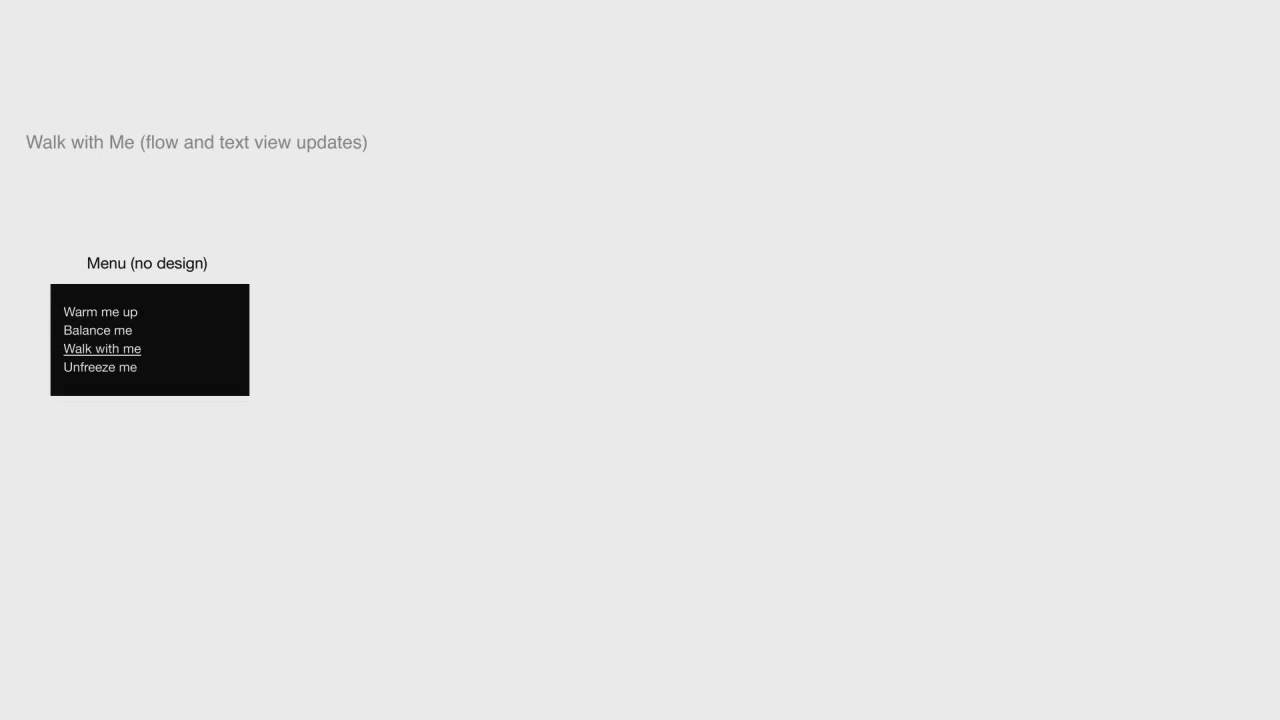 Walk with Me (flow and text view updates)
Menu (no design)
Warm me up
Balance me
Walk with me
Unfreeze me